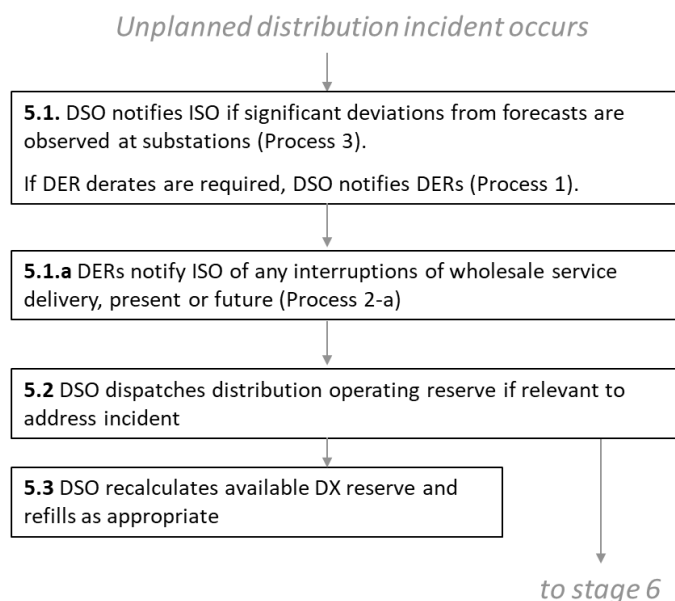 Unplanned distribution incident occurs
5.1. DSO notifies ISO if significant deviations from forecasts are
observed at substations (Process 3).
If DER derates are required, DSO notifies DERs (Process 1).
5.1.a DERs notify ISO of any interruptions of wholesale service
delivery, present or future (Process 2-a)
5.2 DSO dispatches distribution operating reserve if relevant to
address incident
5.3 DSO recalculates available DX reserve and
refills as appropriate
to stage 6